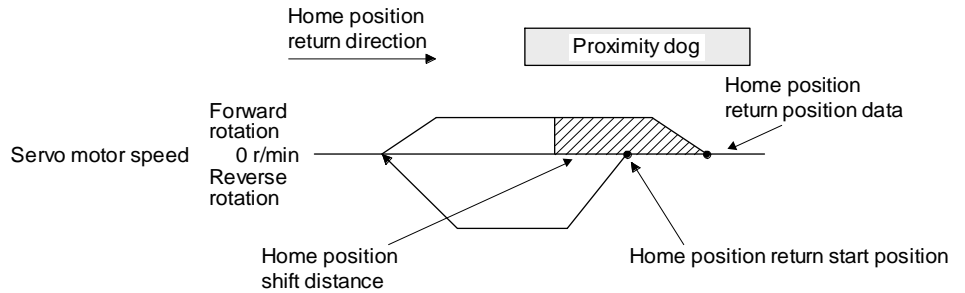 Home position
return direction
Proximity dog
Home position
return position data
Forward
rotation
Servo motor speed 0 r/min
Reverse
rotation
Home position
shift distance
Home position return start position